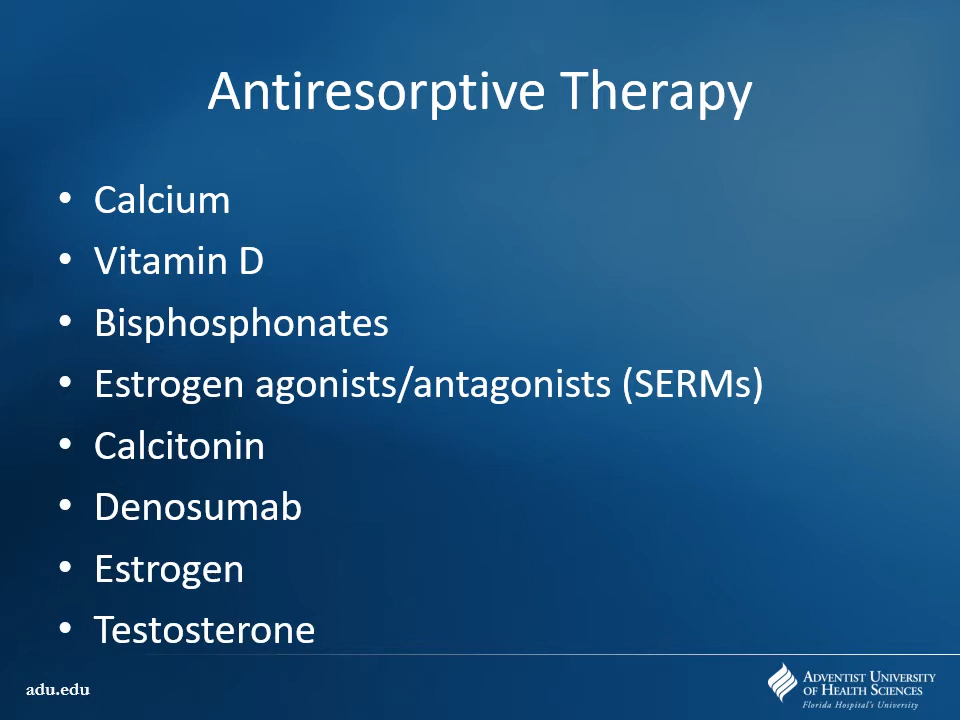 Antiresorptive Therapy
• Calcium
• Vitamin D
• Bisphosphonates
• Estrogen agonists/antagonists (SERMs)
• Calcitonin
• Denosumab
• Estrogen
• Testosterone
adu.edu
ADVENTIST UNIVERSITY
OF HEALTH SCIENCES
Florida Hospital's University